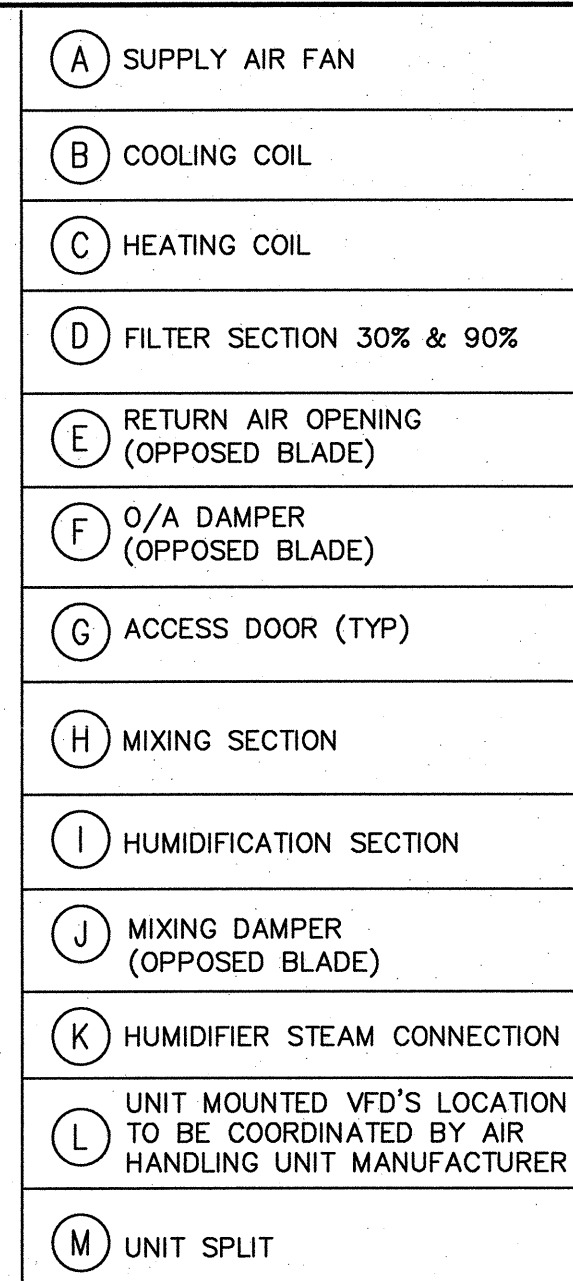 A SUPPLY AIR FAN
B COOLING COIL
C HEATING COIL
D FILTER SECTION 30% & 90%
E RETURN AIR OPENING
(OPPOSED BLADE)
F O/A DAMPER
(OPPOSED BLADE)
G ACCESS DOOR (TYP)
H MIXING SECTION
I HUMIDIFICATION SECTION
J MIXING DAMPER
(OPPOSED BLADE)
K HUMIDIFIER STEAM CONNECTION
UNIT MOUNTED VFD'S LOCATION
L TO BE COORDINATED BY AIR
HANDLING UNIT MANUFACTURER
M UNIT SPLIT